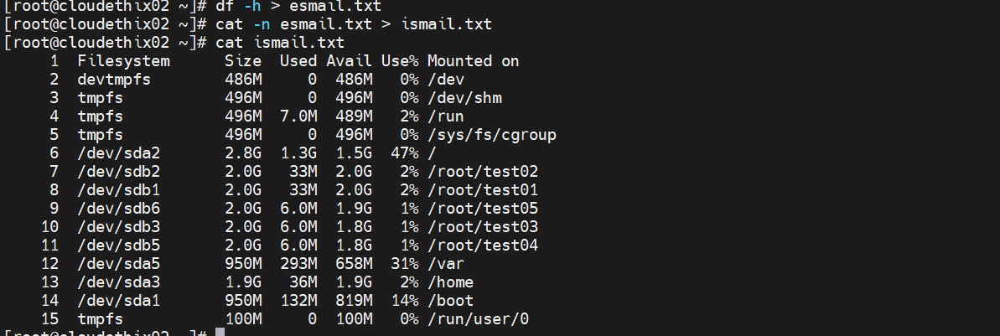 [root@cloudethix02 ~]# df -h > esmail.txt
[root@cloudethix02 ~]# cat -n esmail.txt > ismail.txt
[root@cloudethix02 ~]# cat ismail.txt
     1  Filesystem      Size  Used Avail Use% Mounted on
     2  devtmpfs        486M     0  486M   0% /dev
     3  tmpfs           496M     0  496M   0% /dev/shm
     4  tmpfs           496M  7.0M  489M   2% /run
     5  tmpfs           496M     0  496M   0% /sys/fs/cgroup
     6  /dev/sda2       2.8G  1.3G  1.5G  47% /
     7  /dev/sdb2       2.0G   33M  2.0G   2% /root/test02
     8  /dev/sdb1       2.0G   33M  2.0G   2% /root/test01
     9  /dev/sdb6       2.0G  6.0M  1.9G   1% /root/test05
    10  /dev/sdb3       2.0G  6.0M  1.8G   1% /root/test03
    11  /dev/sdb5       2.0G  6.0M  1.8G   1% /root/test04
    12  /dev/sda5       950M  293M  658M  31% /var
    13  /dev/sda3       1.9G   36M  1.9G   2% /home
    14  /dev/sda1       950M  132M  819M  14% /boot
    15  tmpfs           100M     0  100M   0% /run/user/0
[root@cloudethix02 ~]#